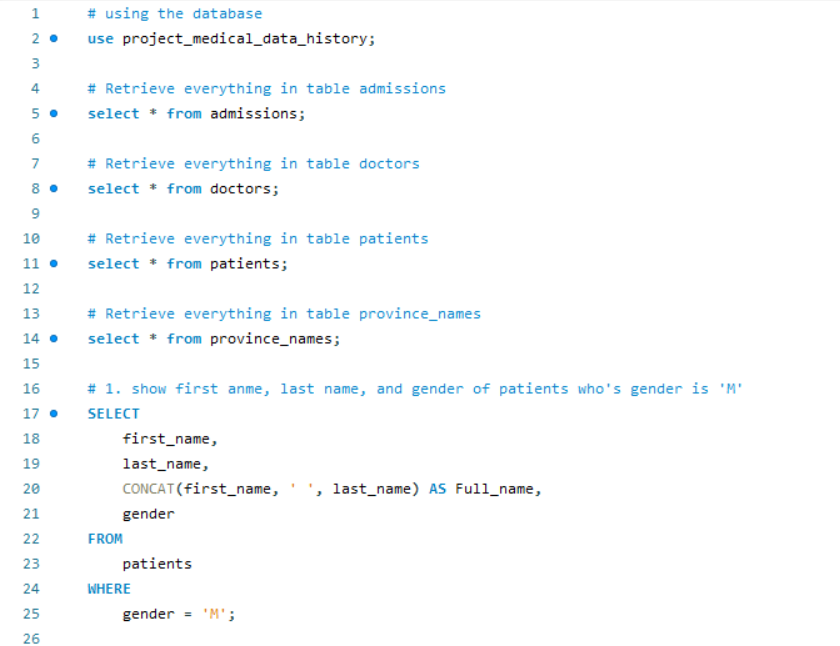 1 # using the database
2 use project_medical_data_history;
3
4 # Retrieve everything in table admissions
5 select * from admissions;
6
7 # Retrieve everything in table doctors
8 select * from doctors;
9
10 # Retrieve everything in table patients
11 select * from patients;
12
13 # Retrieve everything in table province_names
14 select * from province_names;
15
16 # 1. show first anme, last name, and gender of patients who's gender is 'M'
17 SELECT
18 first_name,
19 last_name,
20 CONCAT(first_name, ' ', last_name) AS Full_name,
21 gender
22 FROM
23 patients
24 WHERE
25 gender = 'M';
26